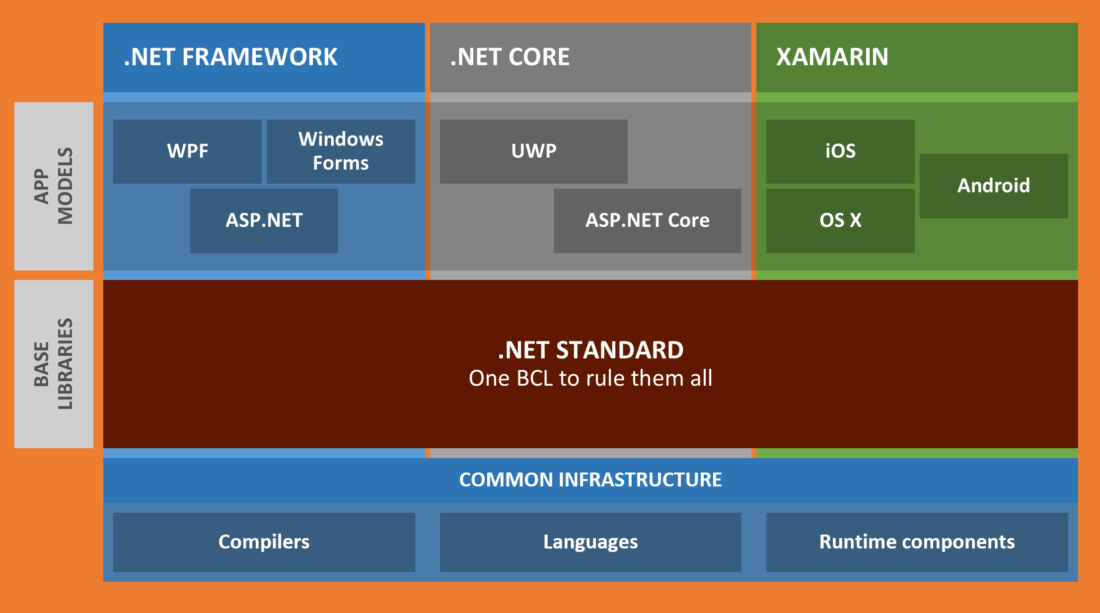 .NET FRAMEWORK
.NET CORE
XAMARIN
APP
MODELS
WPF
Windows
Forms
ASP.NET
UWP
ASP.NET Core
iOS
Android
OS X
BASE
LIBRARIES
.NET STANDARD
One BCL to rule them all
COMMON INFRASTRUCTURE
Compilers
Languages
Runtime components